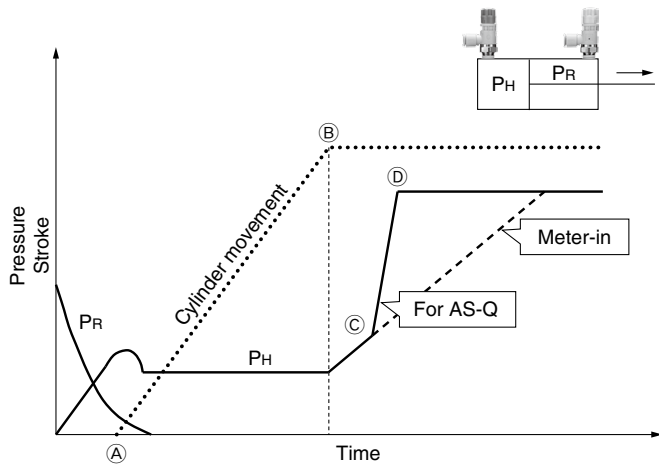 PH
PR
Ⓑ
Ⓓ
Cylinder movement
Pressure
Stroke
Meter-in
PR
Ⓒ
For AS-Q
PH
Ⓐ
Time